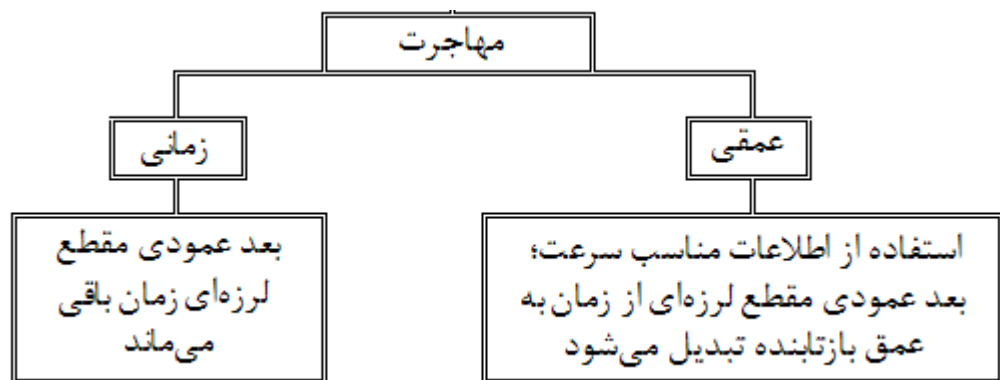 مهاجرت
عمقی
زمانی
استفاده از اطلاعات مناسب سرعت؛
بعد عمودی مقطع لرزه‌ای از زمان به
عمق بازتابنده تبدیل می‌شود
بعد عمودی مقطع
لرزه‌ای زمان باقی
می‌ماند